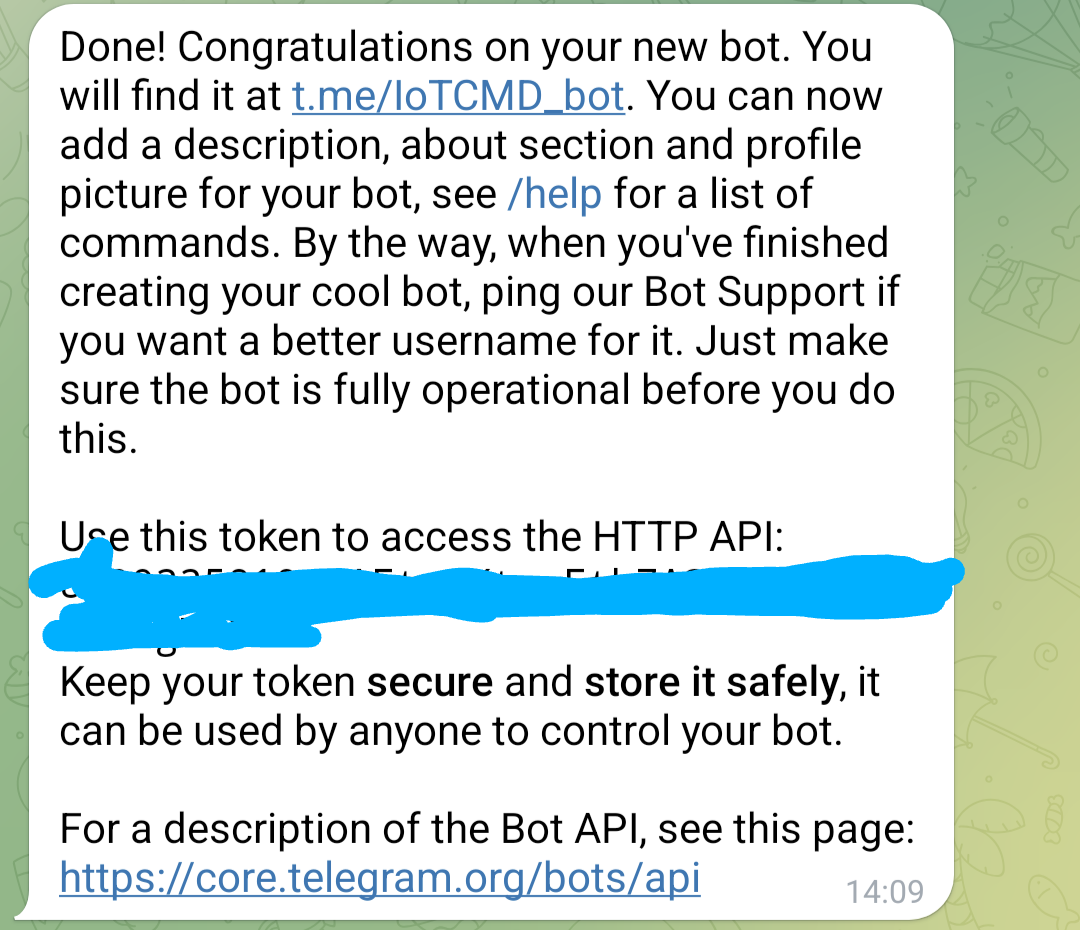 Done! Congratulations on your new bot. You
will find it at t.me/IoTCMD_bot. You can now
add a description, about section and profile
picture for your bot, see /help for a list of
commands. By the way, when you've finished
creating your cool bot, ping our Bot Support if
you want a better username for it. Just make
sure the bot is fully operational before you do
this.
Use this token to access the HTTP API:
Keep your token secure and store it safely, it
can be used by anyone to control your bot.
For a description of the Bot API, see this page:
https://core.telegram.org/bots/api
14:09